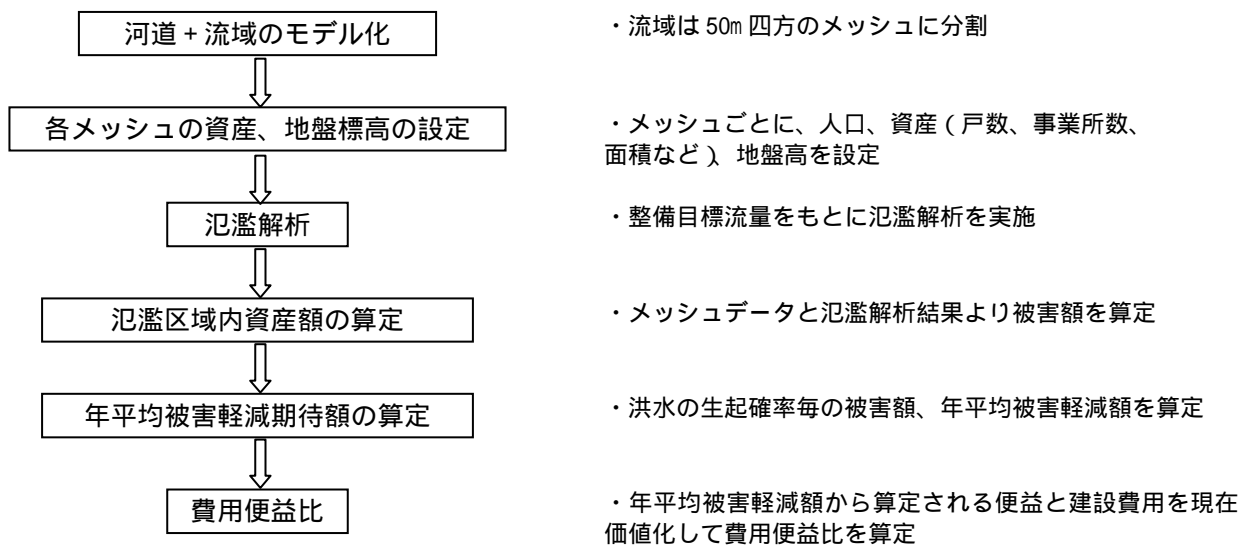 河道+流域のモデル化
・流域は50m四方のメッシュに分割
各メッシュの資産、地盤標高の設定
・メッシュごとに、人口、資産(戸数、事業所数、
面積など)、地盤高を設定
氾濫解析
・整備目標流量をもとに氾濫解析を実施
氾濫区域内資産額の算定
・メッシュデータと氾濫解析結果より被害額を算定
年平均被害軽減期待額の算定
・洪水の生起確率毎の被害額、年平均被害軽減額を算定
費用便益比
・年平均被害軽減額から算定される便益と建設費用を現在
価値化して費用便益比を算定